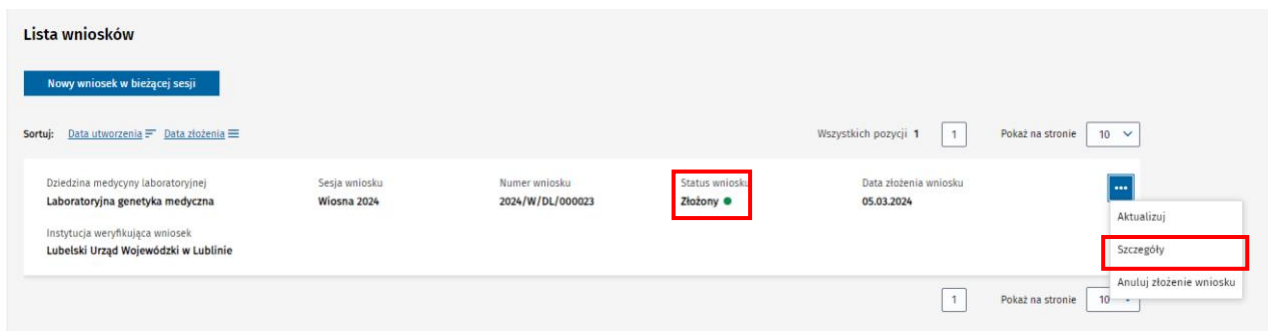 Lista wniosków
Nowy wniosek w bieżącej sesji
Sortuj: Data utworzenia Data złożenia Wszystkich pozycji 1 1 Pokaż na stronie 10
Dziedzina medycyny laboratoryjnej Sesja wniosku Numer wniosku Status wniosku Data złożenia wniosku
Laboratoryjna genetyka medyczna Wiosna 2024 2024/W/DL/000023 Złożony 05.03.2024
Aktualizuj
Instytucja weryfikująca wniosek
Lubelski Urząd Wojewódzki w Lublinie
Szczegóły
Anuluj złożenie wniosku
1 Pokaż na stronie 10